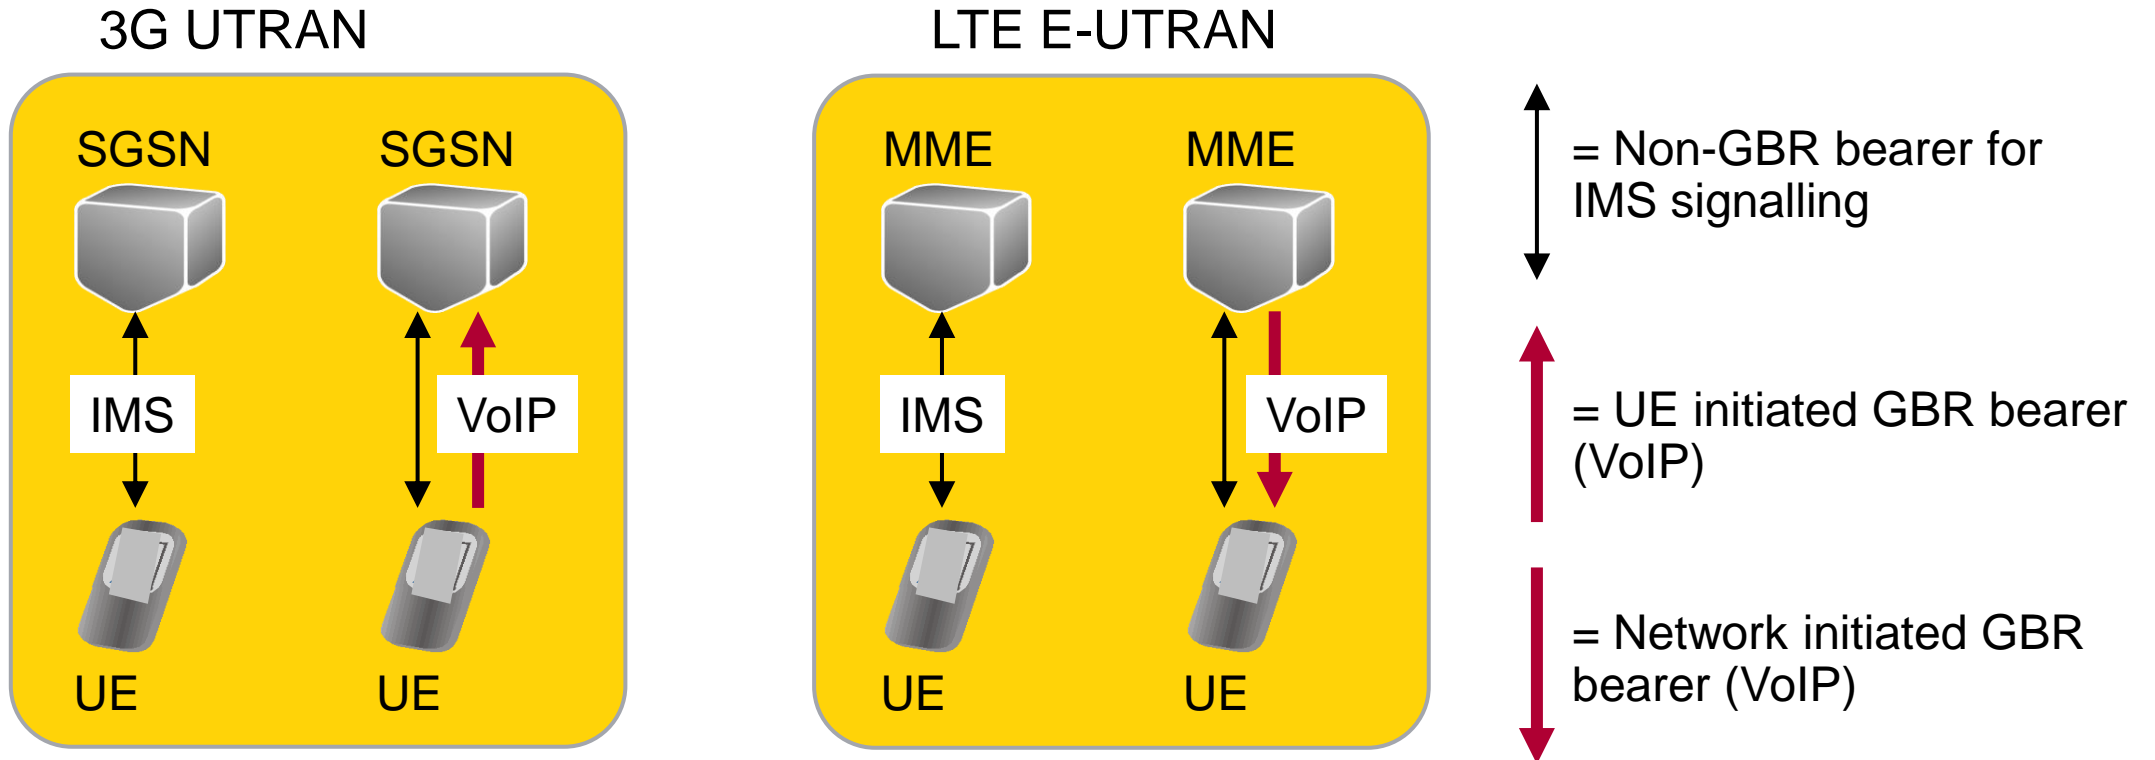 3G UTRAN
LTE E-UTRAN
SGSN
SGSN
IMS
VoIP
UE
UE
MME
MME
IMS
VoIP
UE
UE
= Non-GBR bearer for
IMS signalling
= UE initiated GBR bearer
(VoIP)
= Network initiated GBR
bearer (VoIP)